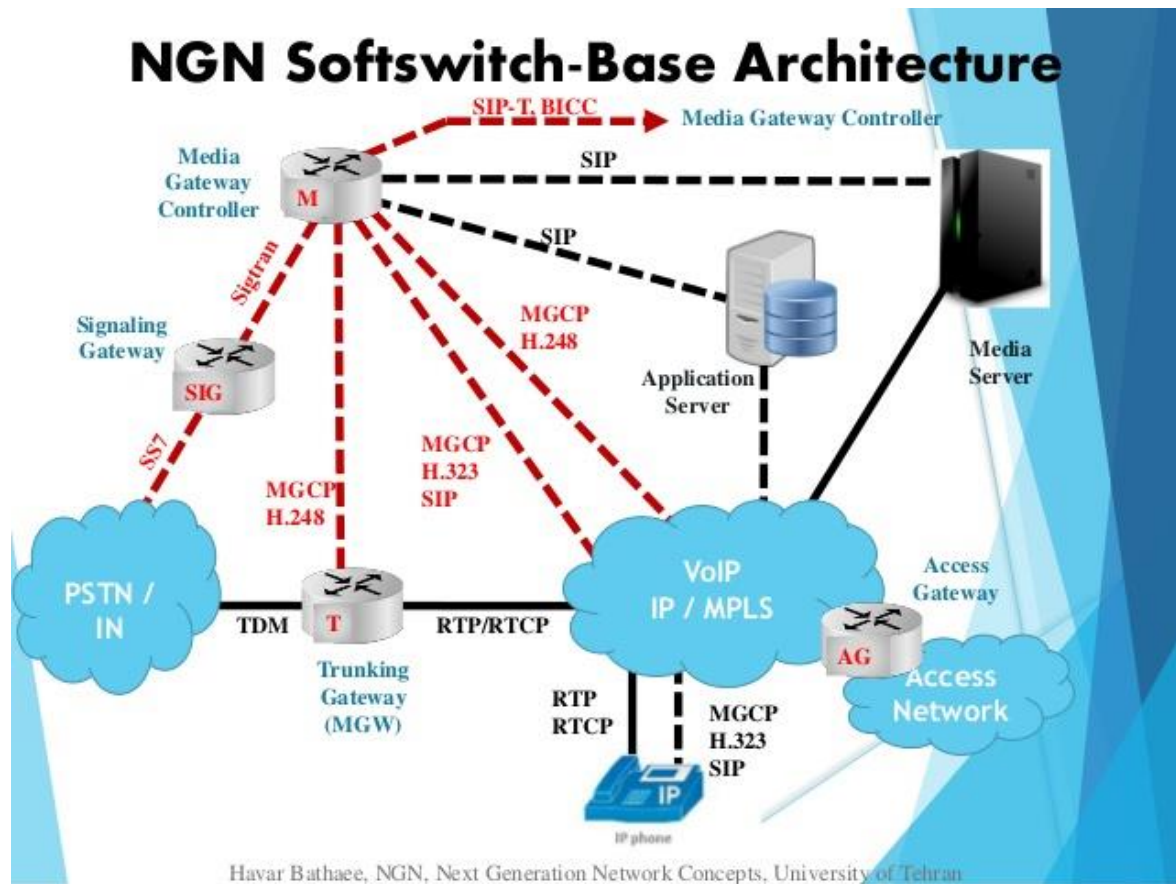 NGN Softswitch-Base Architecture
SIP-T, BICC
Media Gateway Controller
Media
Gateway
Controller
M
SIP
SIP
Sigtran
Signaling
Gateway
SIG
SS7
MGCP
H.248
Application
Server
Media
Server
MGCP
H.323
SIP
MGCP
H.248
PSTN /
IN
TDM
T
RTP/RTCP
Trunking
Gateway
(MGW)
VoIP
IP / MPLS
Access
Gateway
AG
Access
Network
RTP
RTCP
MGCP
H.323
SIP
IP
IP phone
Havar Bathaee, NGN, Next Generation Network Concepts, University of Tehran